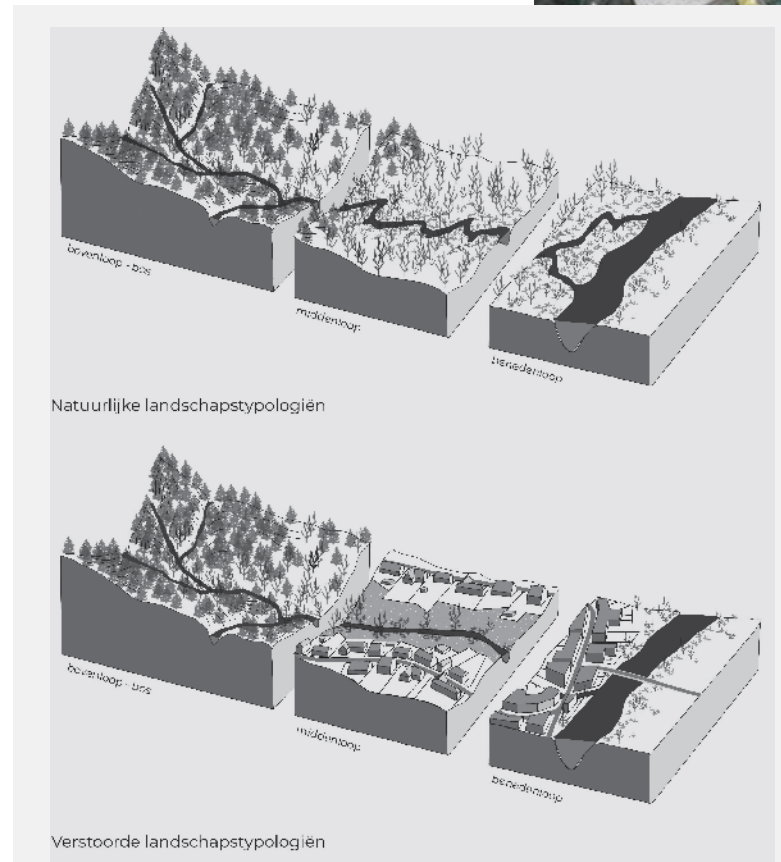 bovenloop - bos
middenloop
benedenloop
Natuurlijke landschapstypologiën
bovenloop - bos
middenloop
benedenloop
Verstoorde landschapstypologiën